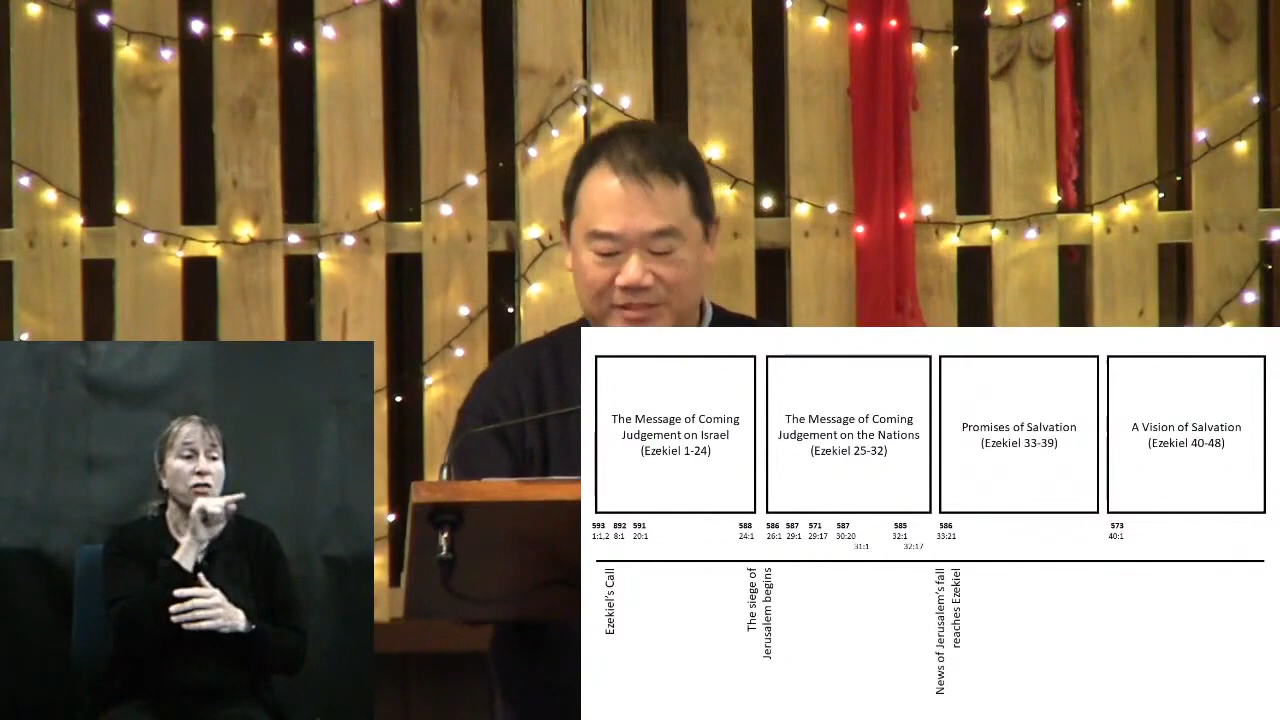 The Message of Coming
Judgement on Israel
(Ezekiel 1-24)
The Message of Coming
Judgement on the Nations
(Ezekiel 25-32)
Promises of Salvation
(Ezekiel 33-39)
A Vision of Salvation
(Ezekiel 40-48)
593 892 591 588 586 587 571 587 585 586 573
1:1,2 8:1 20:1 24:1 26:1 29:1 29:17 30:20 32:1 33:21 40:1
31:1 32:17
Ezekiel's Call
The siege of
Jerusalem begins
News of Jerusalem's fall
reaches Ezekiel